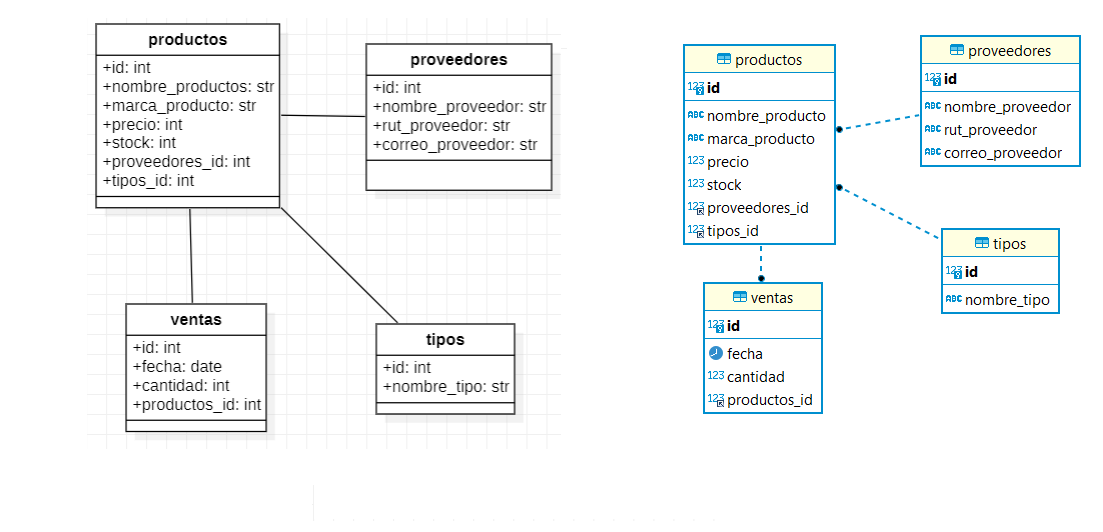 productos
+id: int
+nombre_productos: str
+marca_producto: str
+precio: int
+stock: int
+proveedores_id: int
+tipos_id: int
proveedores
+id: int
+nombre_proveedor: str
+rut_proveedor: str
+correo_proveedor: str
ventas
+id: int
+fecha: date
+cantidad: int
+productos_id: int
tipos
+id: int
+nombre_tipo: str
productos
123 id
ABC nombre_producto
ABC marca_producto
123 precio
123 stock
123 proveedores_id
123 tipos_id
proveedores
123 id
ABC nombre_proveedor
ABC rut_proveedor
ABC correo_proveedor
tipos
123 id
ABC nombre_tipo
ventas
123 id
fecha
123 cantidad
123 productos_id